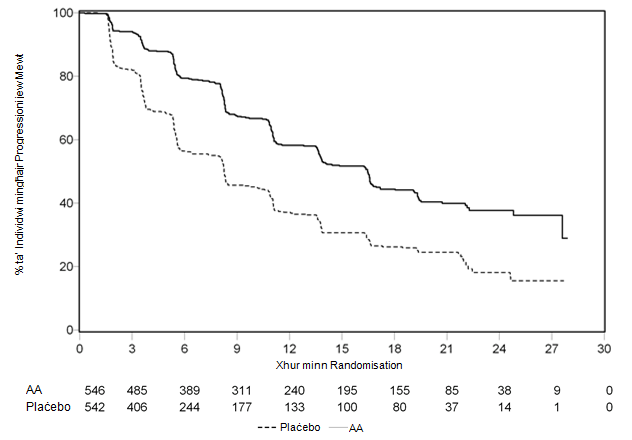 % ta' Individwi mingħair Progressioni jew Mewt
100
80
60
40
20
0
0 3 6 9 12 15 18 21 24 27 30
Xhur minn Randomisation
AA 546 485 389 311 240 195 155 85 38 9 0
Plaċebo 542 406 244 177 133 100 80 37 14 1 0
Plaċebo AA